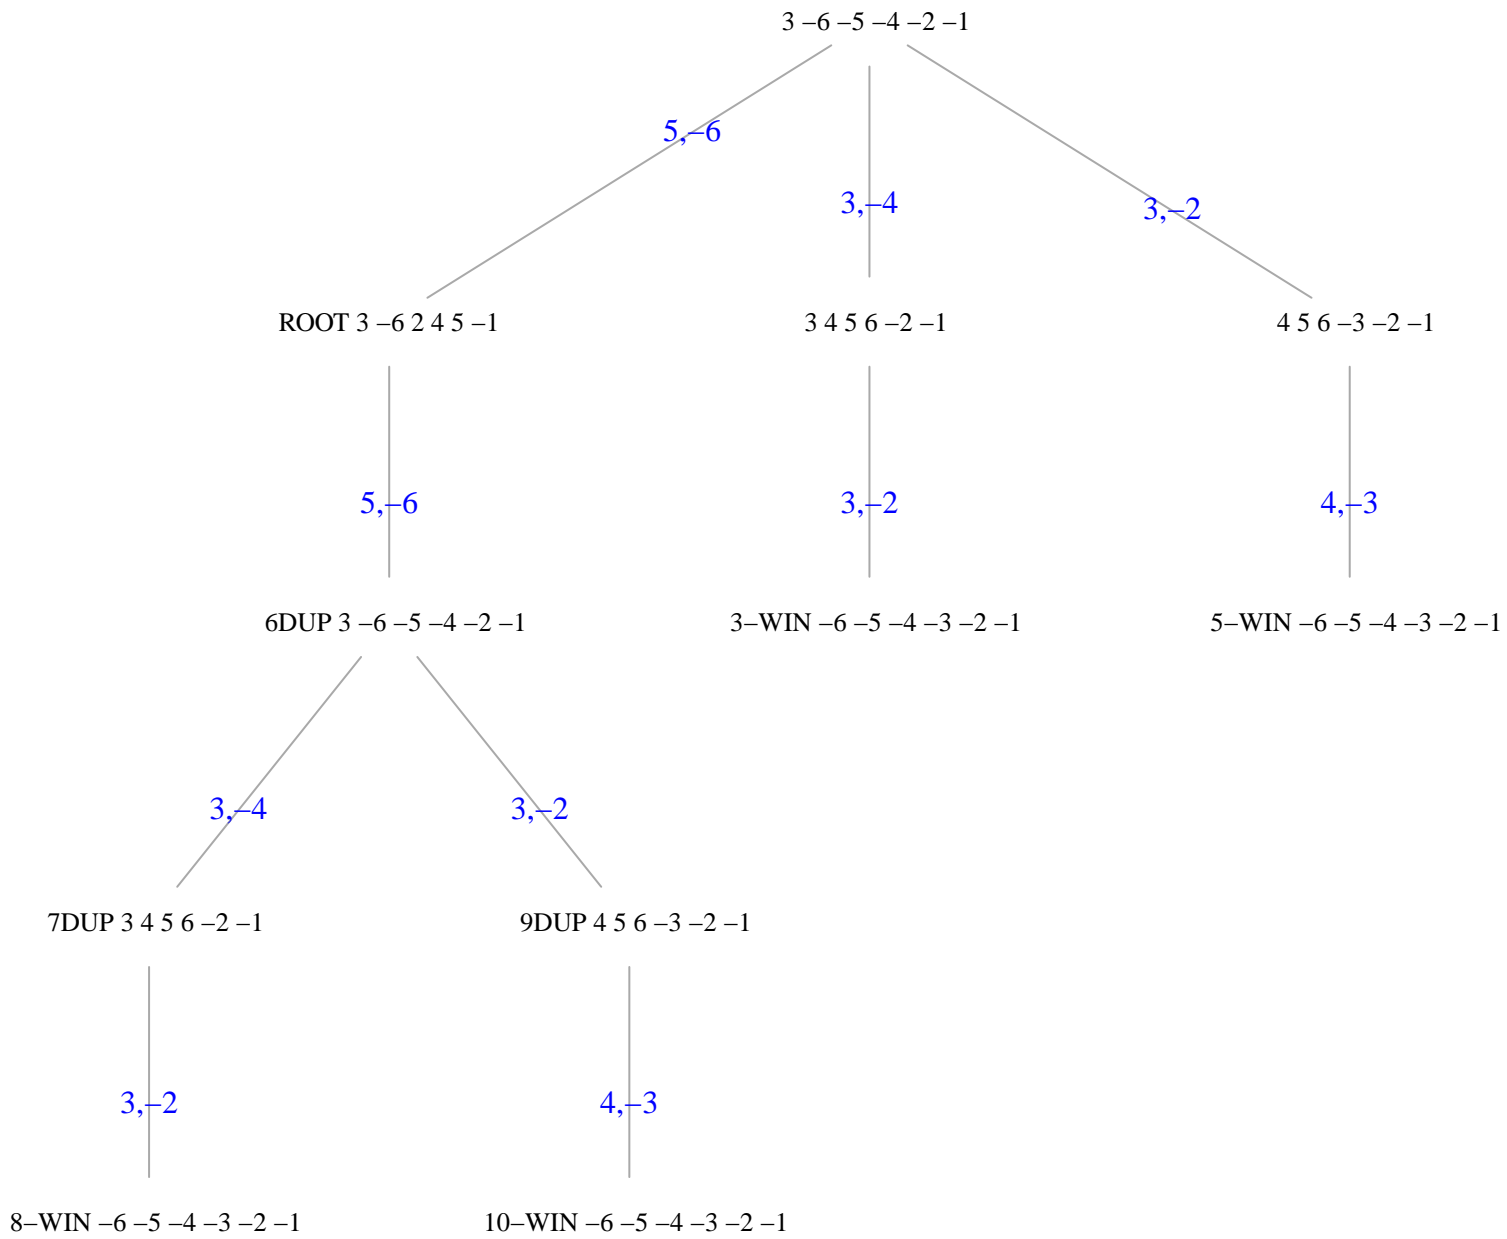 3 –6 –5 –4 –2 –1
5,–6
3,–4
3,–2
ROOT 3 –6 2 4 5 –1
3 4 5 6 –2 –1
4 5 6 –3 –2 –1
5,–6
3,–2
4,–3
6DUP 3 –6 –5 –4 –2 –1
3–WIN –6 –5 –4 –3 –2 –1
5–WIN –6 –5 –4 –3 –2 –1
3,–4
3,–2
7DUP 3 4 5 6 –2 –1
9DUP 4 5 6 –3 –2 –1
3,–2
4,–3
8–WIN –6 –5 –4 –3 –2 –1
10–WIN –6 –5 –4 –3 –2 –1